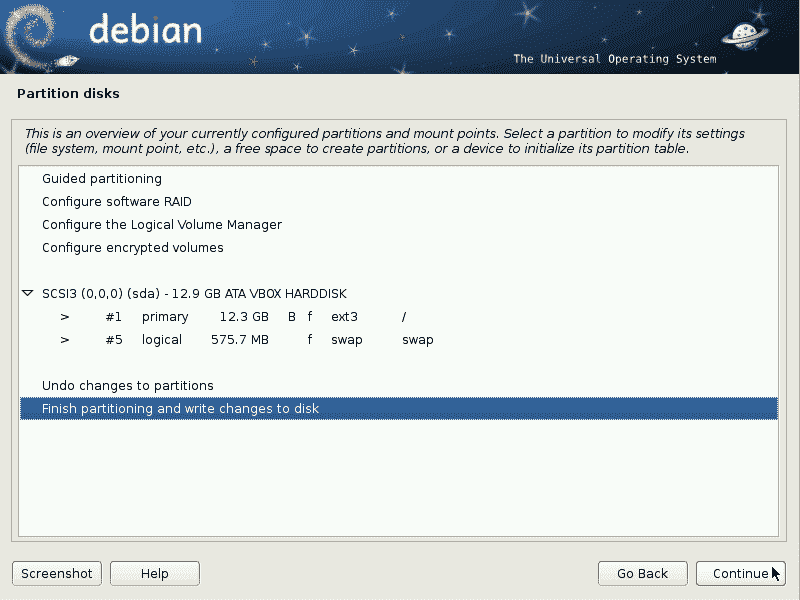 debian
The Universal Operating System
Partition disks
This is an overview of your currently configured partitions and mount points. Select a partition to modify its settings
(file system, mount point, etc.), a free space to create partitions, or a device to initialize its partition table.
Guided partitioning
Configure software RAID
Configure the Logical Volume Manager
Configure encrypted volumes
SCSI3 (0,0,0) (sda) - 12.9 GB ATA VBOX HARDDISK
> #1 primary 12.3 GB B f ext3 /
> #5 logical 575.7 MB f swap swap
Undo changes to partitions
Finish partitioning and write changes to disk
Screenshot Help Go Back Continue